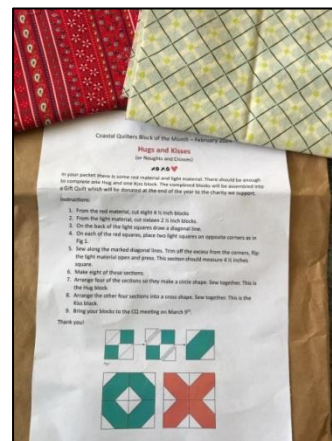 Coastal Quilters Block of the Month – February 2024
Hugs and Kisses
(or Noughts and Crosses)
In your packet there is some red material and light material. There should be enough
to complete one Hug and one Kiss block. The completed blocks will be assembled into
a Gift Quilt which will be donated at the end of the year to the charity we support.
Instructions:
1. From the red material, cut eight 4 ½ inch blocks
2. From the light material, cut sixteen 2 ½ inch blocks.
3. On the back of the light squares draw a diagonal line.
4. On each of the red squares, place two light squares on opposite corners as in
Fig 1.
5. Sew along the marked diagonal lines. Trim off the excess from the corners, flip
the light material open and press. This section should measure 4 ½ inches
square.
6. Make eight of these sections.
7. Arrange four of the sections so they make a circle shape. Sew together. This is
the Hug block.
8. Arrange the other four sections into a cross shape. Sew together. This is the
Kiss block.
9. Bring your blocks to the CQ meeting on March 9th.
Thank you!